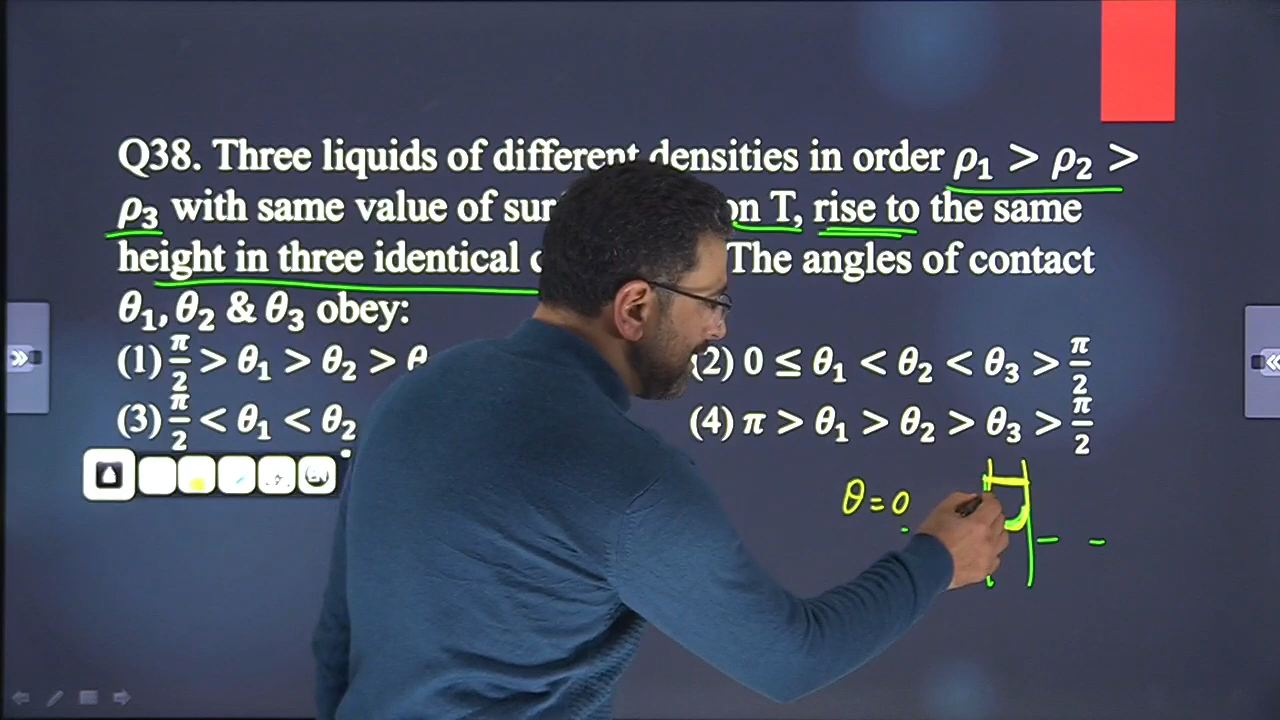 Q38. Three liquids of different densities in order ρ₁ > ρ₂ >
ρ₃ with same value of T, rise to the same
height in three identical The angles of contact
θ₁, θ₂ & θ₃ obey:
(1) π/2 > θ₁ > θ₂ > θ (2) 0 ≤ θ₁ < θ₂ < θ₃ > π/2
(3) π/2 < θ₁ < θ₂ (4) π > θ₁ > θ₂ > θ₃ > π/2
θ = 0